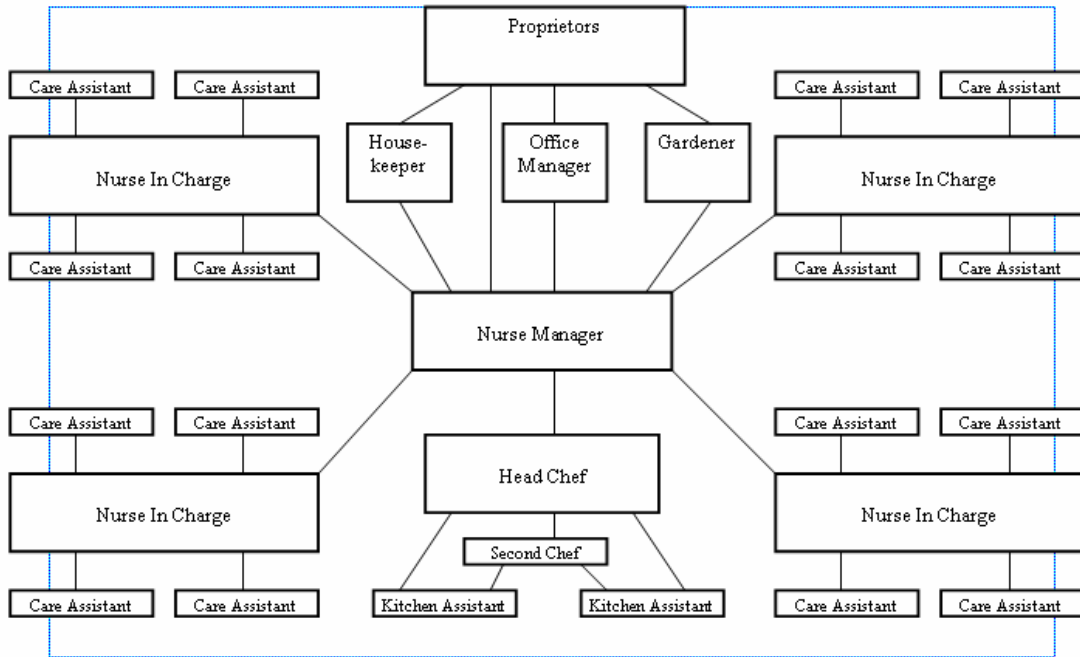 Proprietors
Care Assistant
Care Assistant
Care Assistant
Care Assistant
House-
keeper
Office
Manager
Gardener
Nurse In Charge
Nurse In Charge
Care Assistant
Care Assistant
Care Assistant
Care Assistant
Nurse Manager
Care Assistant
Care Assistant
Care Assistant
Care Assistant
Head Chef
Nurse In Charge
Nurse In Charge
Second Chef
Care Assistant
Care Assistant
Kitchen Assistant
Kitchen Assistant
Care Assistant
Care Assistant